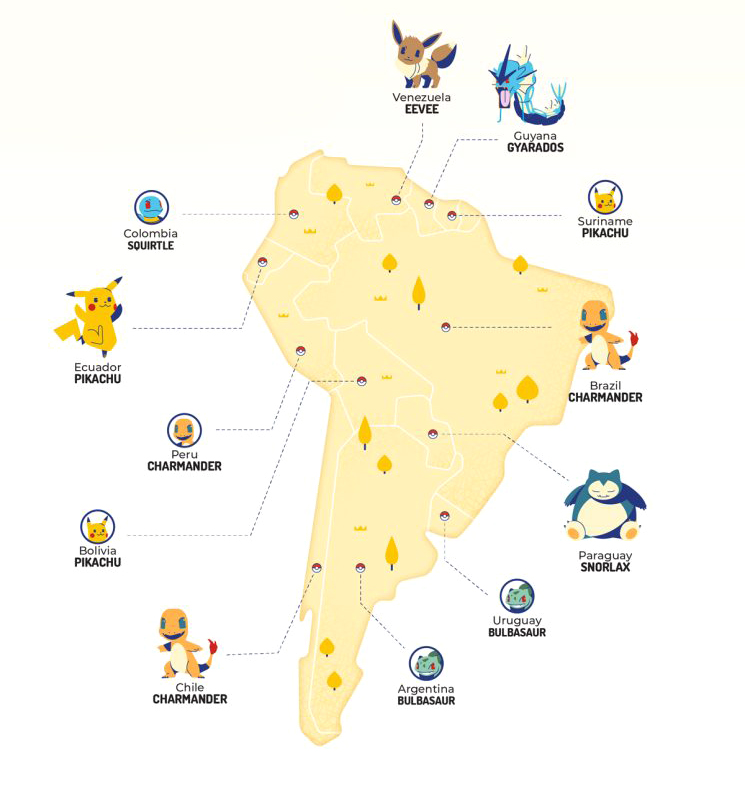 Venezuela
EEVEE
Guyana
GYARADOS
Colombia
SQUIRTLE
Suriname
PIKACHU
Ecuador
PIKACHU
Brazil
CHARMANDER
Peru
CHARMANDER
Bolivia
PIKACHU
Paraguay
SNORLAX
Uruguay
BULBASAUR
Chile
CHARMANDER
Argentina
BULBASAUR